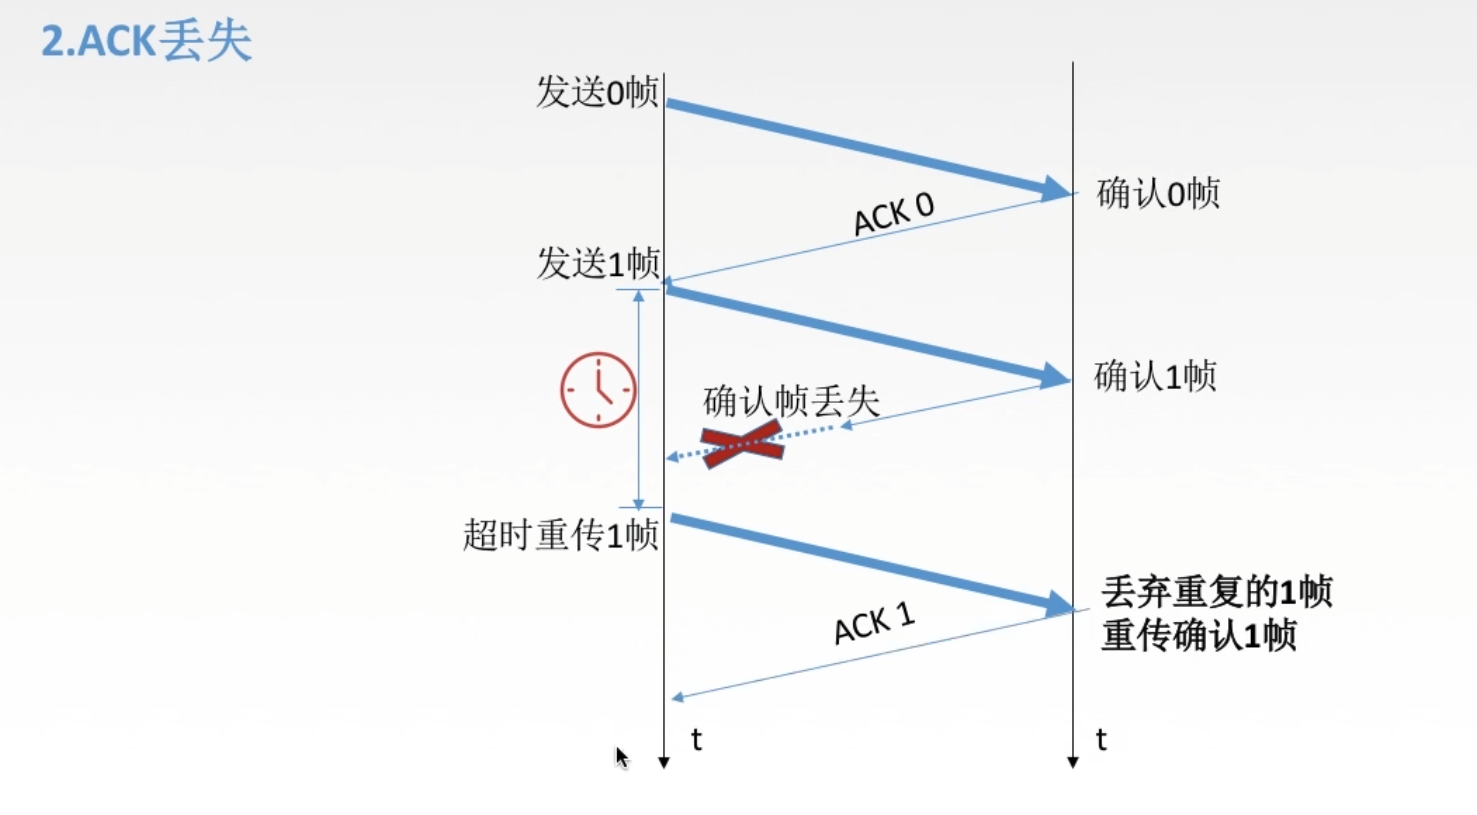 2.ACK丢失
发送0帧
确认0帧
ACK 0
发送1帧
确认1帧
确认帧丢失
超时重传1帧
丢弃重复的1帧
重传确认1帧
ACK 1
t
t